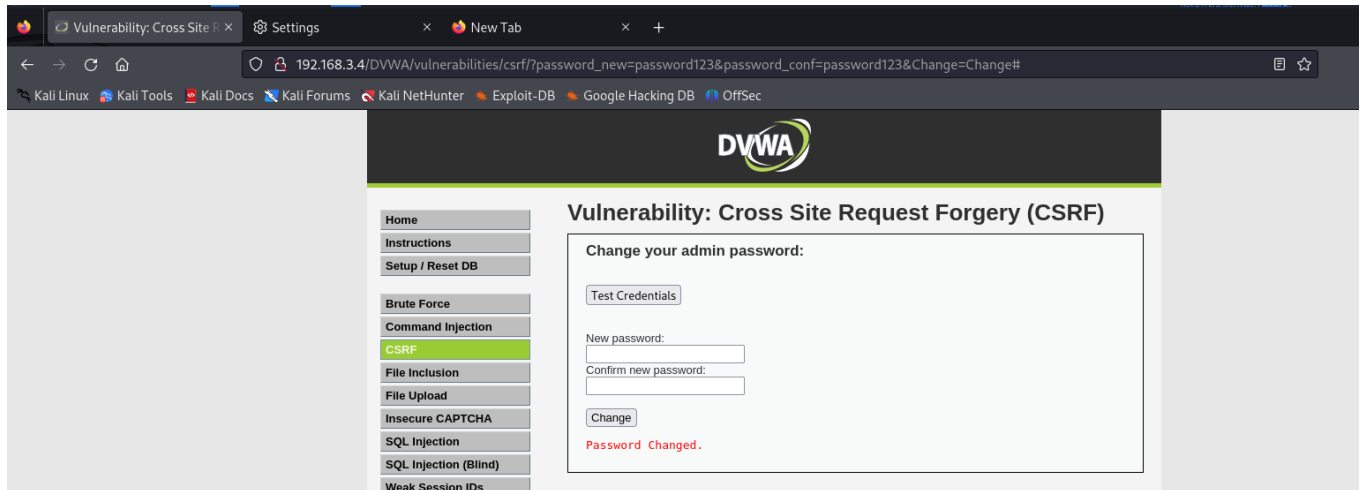 Vulnerability: Cross Site R
Settings
New Tab
192.168.3.4/DVWA/vulnerabilities/csrf/?password_new=password123&password_conf=password123&Change=Change#
Kali Linux Kali Tools Kali Docs Kali Forums Kali NetHunter Exploit-DB Google Hacking DB OffSec
DVWA
Home
Instructions
Setup / Reset DB
Brute Force
Command Injection
CSRF
File Inclusion
File Upload
Insecure CAPTCHA
SQL Injection
SQL Injection (Blind)
Weak Session IDs
Vulnerability: Cross Site Request Forgery (CSRF)
Change your admin password:
Test Credentials
New password:
Confirm new password:
Change
Password Changed.